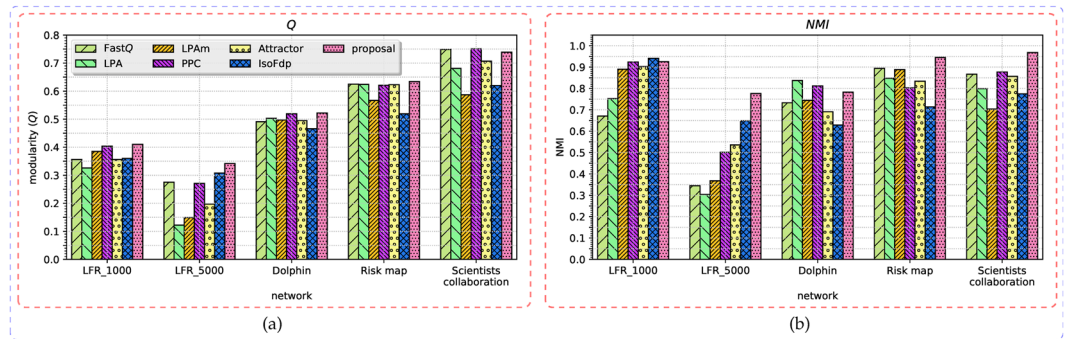 Q
0.8
0.7
0.6
0.5
0.4
0.3
0.2
0.1
0.0
modularity (Q)
FastQ
LPA
LPAm
PPC
Attractor
IsoFdp
proposal
LFR_1000
LFR_5000
Dolphin
Risk map
Scientists
collaboration
network
(a)
NMI
1.0
0.9
0.8
0.7
0.6
0.5
0.4
0.3
0.2
0.1
0.0
NMI
LFR_1000
LFR_5000
Dolphin
Risk map
Scientists
collaboration
network
(b)